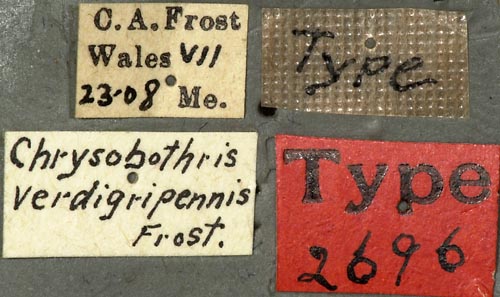 C. A. Frost
Wales VII
23-08 Me.
Type
Chrysobothris
verdigripennis
Frost.
Type
2696